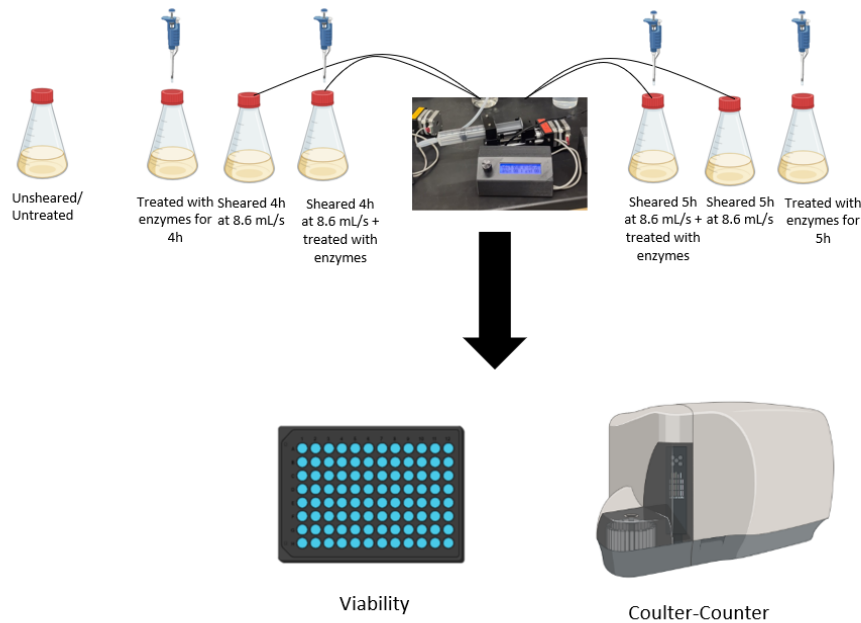 Unsheared/
Untreated
Treated with
enzymes for
4h
Sheared 4h
at 8.6 mL/s
Sheared 4h
at 8.6 mL/s +
treated with
enzymes
Sheared 5h
at 8.6 mL/s +
treated with
enzymes
Sheared 5h
at 8.6 mL/s
Treated with
enzymes for
5h
Viability
Coulter-Counter